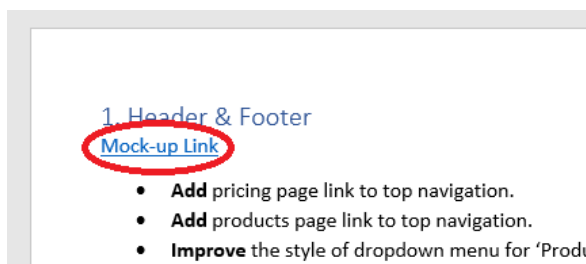 1. Header & Footer
Mock-up Link
• Add pricing page link to top navigation.
• Add products page link to top navigation.
• Improve the style of dropdown menu for